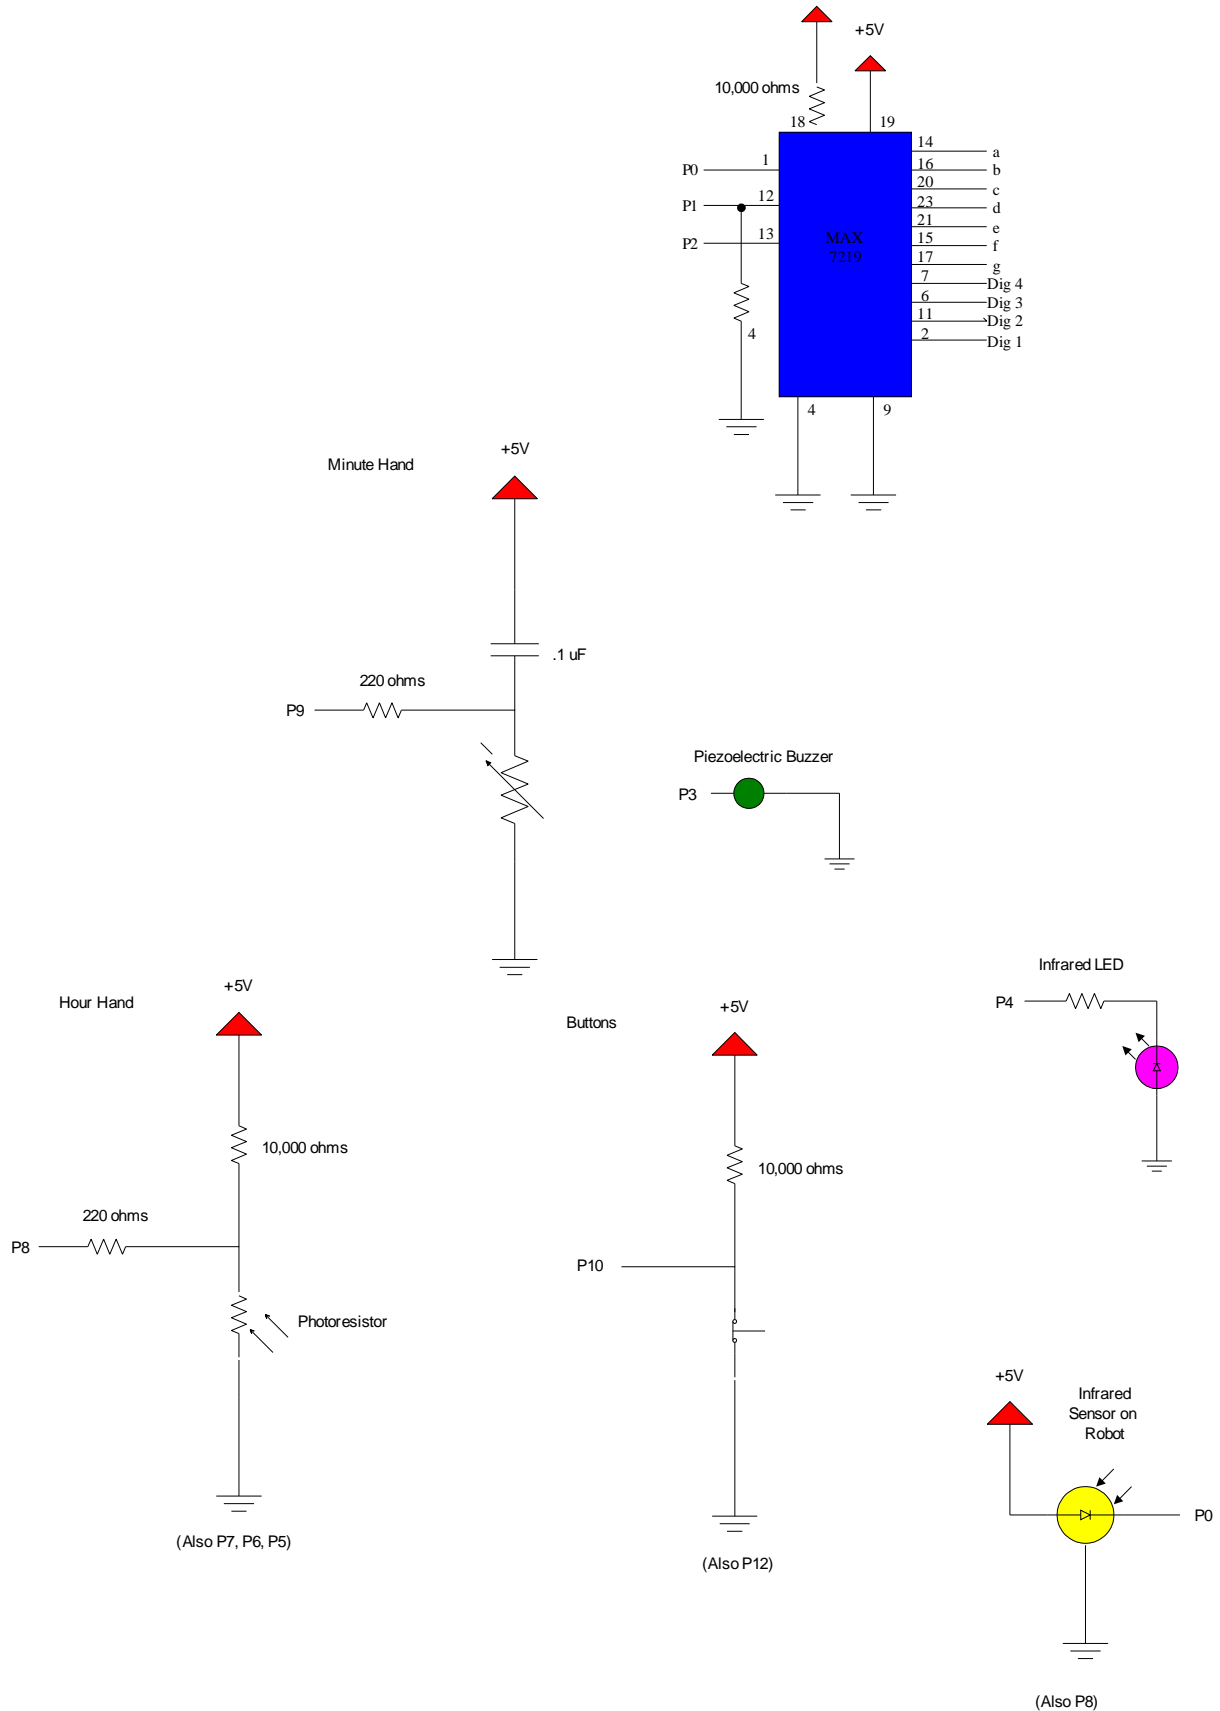 +5V
10,000 ohms
18
19
P0
1
P1
12
P2
13
MAX
7219
14
a
16
b
20
c
23
d
21
e
15
f
17
g
7
Dig 4
6
Dig 3
11
Dig 2
2
Dig 1
4
4
9
Minute Hand
+5V
.1 uF
220 ohms
P9
Piezoelectric Buzzer
P3
Infrared LED
P4
Hour Hand
+5V
10,000 ohms
220 ohms
P8
Photoresistor
(Also P7, P6, P5)
Buttons
+5V
10,000 ohms
P10
(Also P12)
+5V
Infrared
Sensor on
Robot
P0
(Also P8)